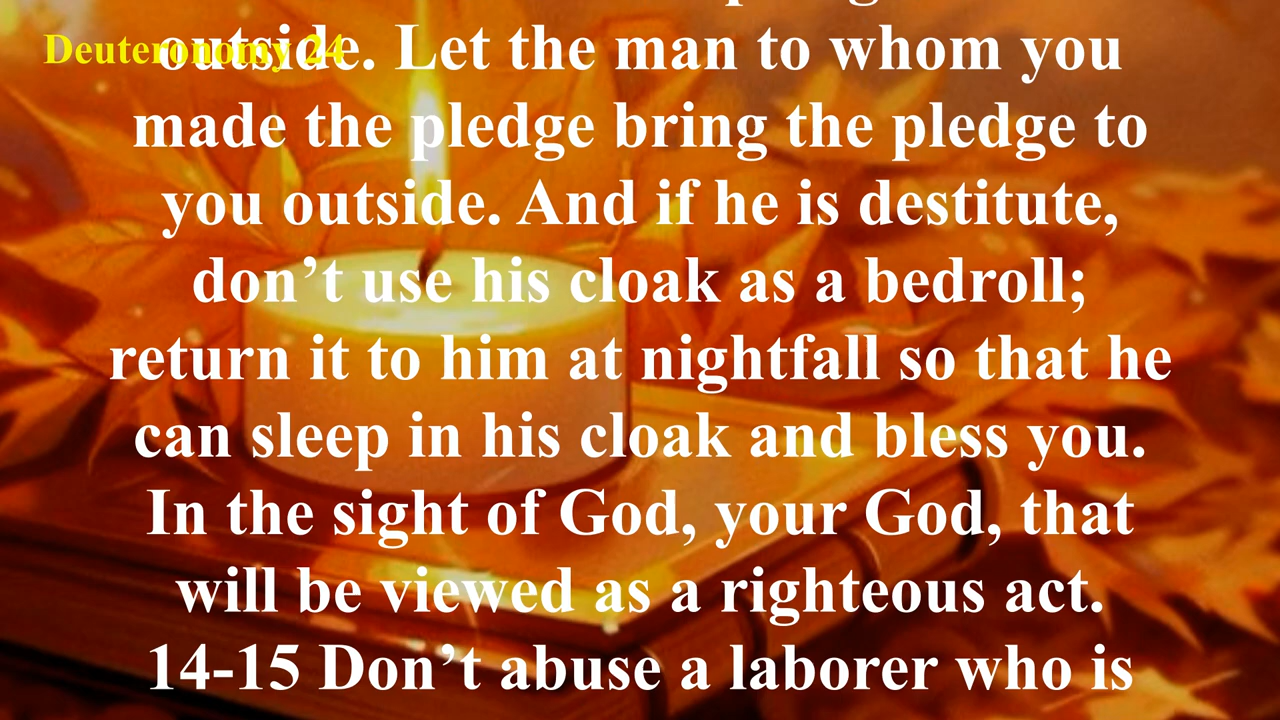 Deuteronomy 24
outside. Let the man to whom you
made the pledge bring the pledge to
you outside. And if he is destitute,
don’t use his cloak as a bedroll;
return it to him at nightfall so that he
can sleep in his cloak and bless you.
In the sight of God, your God, that
will be viewed as a righteous act.
14-15 Don’t abuse a laborer who is